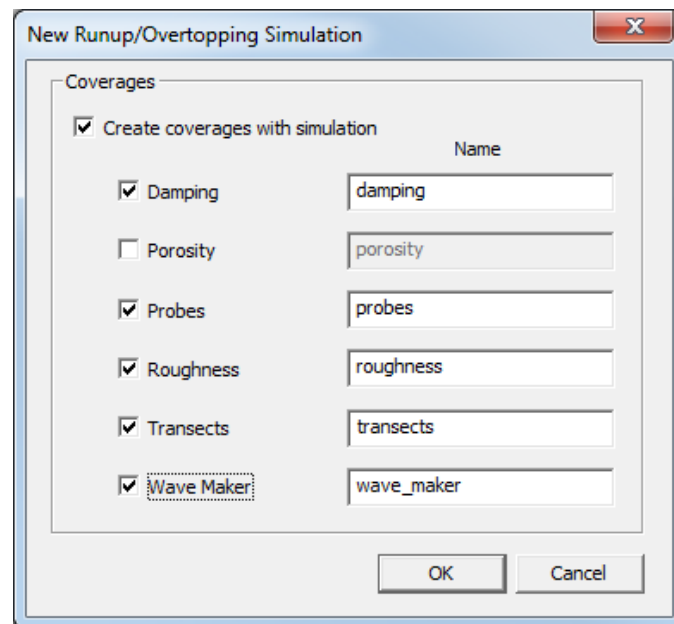 New Runup/Overtopping Simulation
Coverages
Create coverages with simulation
Name
Damping damping
Porosity porosity
Probes probes
Roughness roughness
Transects transects
Wave Maker wave_maker
OK Cancel